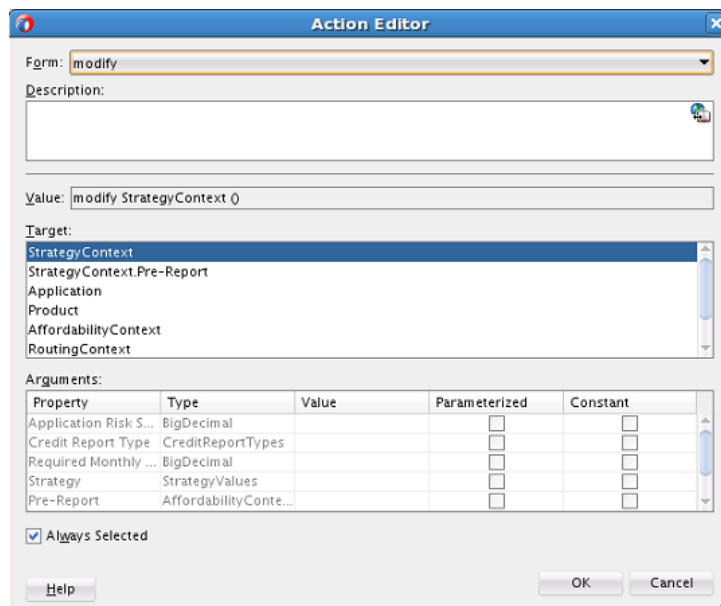 Action Editor
Form: modify
Description:
Value: modify StrategyContext ()
Target:
StrategyContext
StrategyContext.Pre-Report
Application
Product
AffordabilityContext
RoutingContext
Arguments:
Property Type Value Parameterized Constant
Application Risk S... BigDecimal
Credit Report Type CreditReportTypes
Required Monthly ... BigDecimal
Strategy StrategyValues
Pre-Report AffordabilityConte...
Always Selected
Help OK Cancel